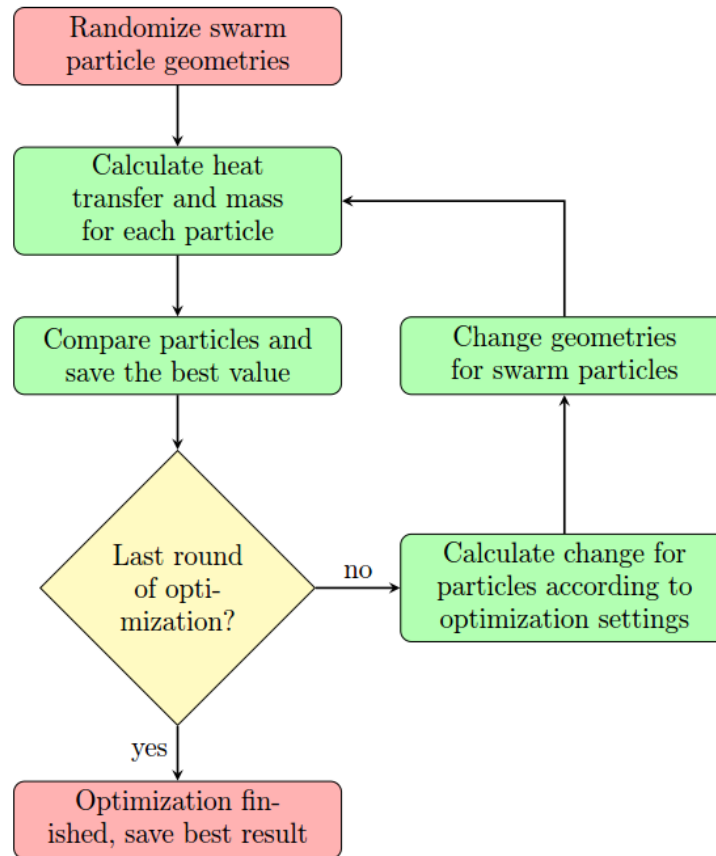 Randomize swarm
particle geometries
Calculate heat
transfer and mass
for each particle
Compare particles and
save the best value
Change geometries
for swarm particles
Last round
of opti-
mization?
no
Calculate change for
particles according to
optimization settings
yes
Optimization fin-
ished, save best result